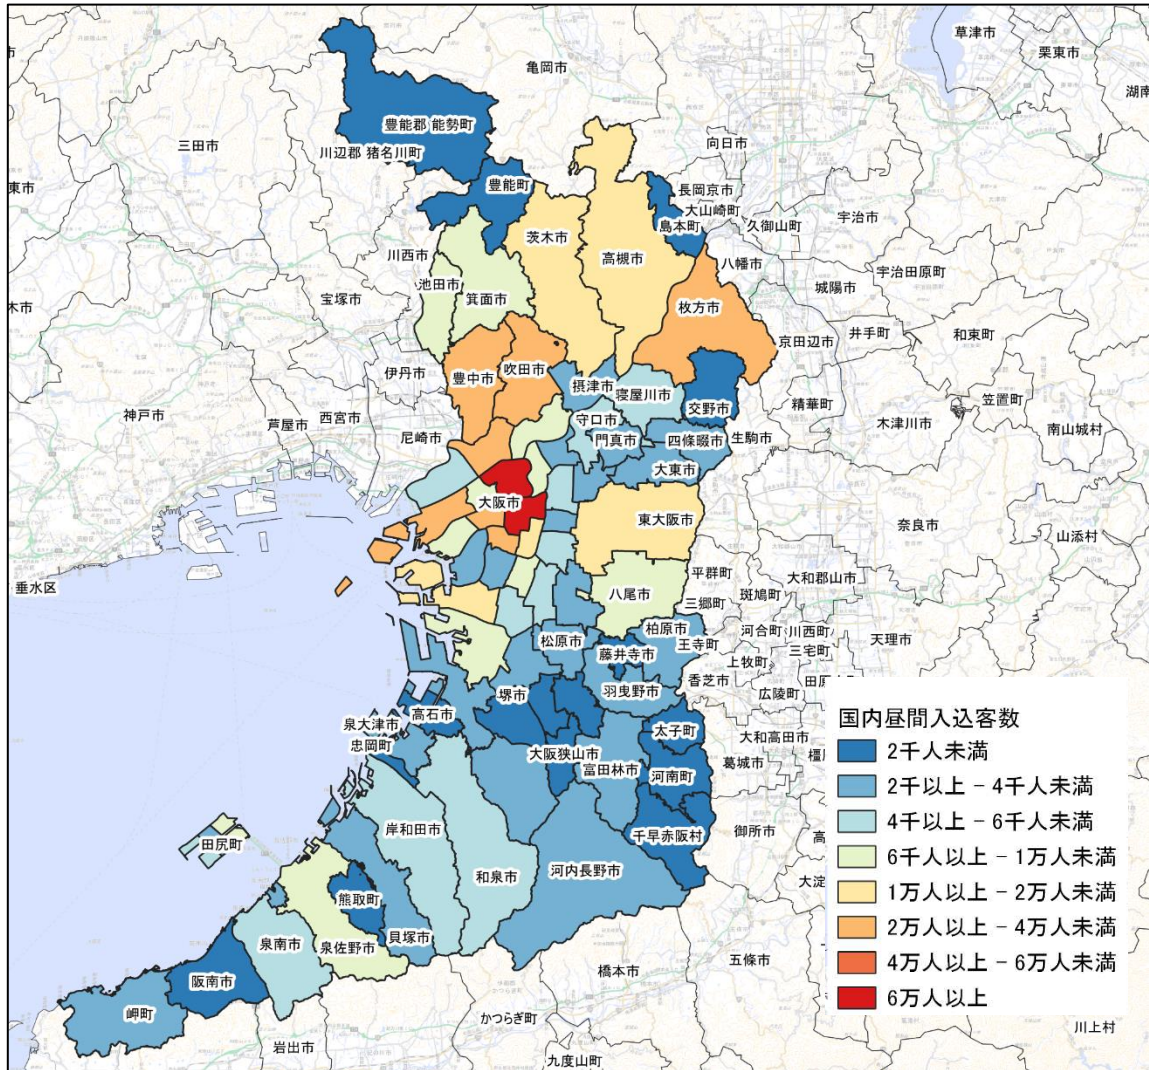 草津市
栗東市
亀岡市
湖南
三田市
豊能郡 能勢町
向日市
川辺郡 猪名川町
豊能町
長岡京市
大山崎町
島本町
久御山町
宇治市
茨木市
高槻市
川西市
八幡市
宇治田原町
池田市
箕面市
城陽市
宝塚市
枚方市
木市
井手町
和束町
京田辺市
伊丹市
豊中市
吹田市
摂津市
寝屋川市
交野市
精華町
笠置町
神戸市
芦屋市
西宮市
尼崎市
守口市
門真市
四條畷市
生駒市
木津川市
南山城村
大東市
大阪市
東大阪市
奈良市
山添村
垂水区
平群町
大和郡山市
八尾市
三郷町
斑鳩町
柏原市
王寺町
河合町
川西町
天理市
松原市
藤井寺市
三宅町
上牧町
香芝市
広陵町
羽曳野市
堺市
高石市
泉大津市
忠岡町
太子町
大和高田市
大阪狭山市
富田林市
河南町
葛城市
千早赤阪村
御所市
岸和田市
田尻町
和泉市
河内長野市
熊取町
貝塚市
泉佐野市
泉南市
阪南市
岬町
五條市
橋本市
かつらぎ町
岩出市
九度山町
川上村
国内昼間入込客数
2千人未満
2千以上 - 4千人未満
4千以上 - 6千人未満
6千人以上 - 1万人未満
1万人以上 - 2万人未満
2万人以上 - 4万人未満
4万人以上 - 6万人未満
6万人以上